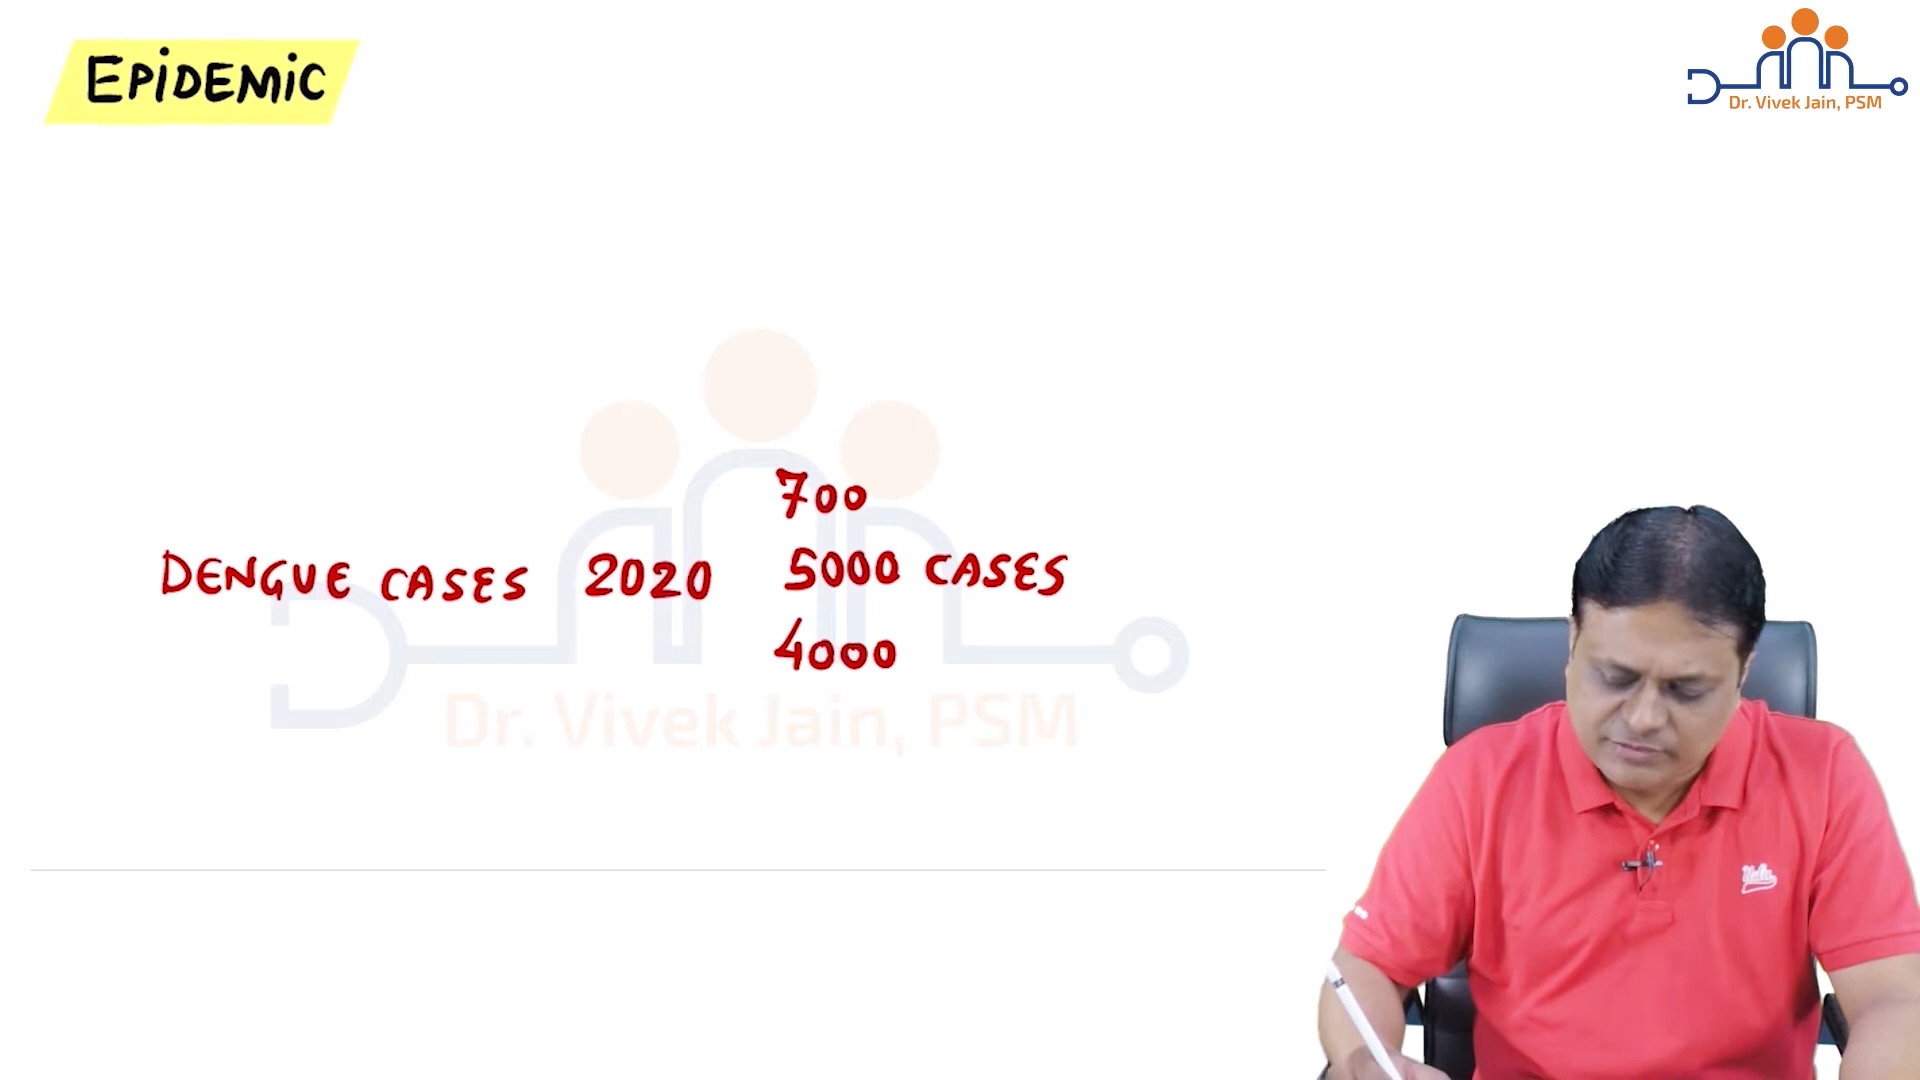 EPIDEMIC
Dr. Vivek Jain, PSM
700
DENGUE CASES 2020 5000 CASES
4000
Dr. Vivek Jain, PSM